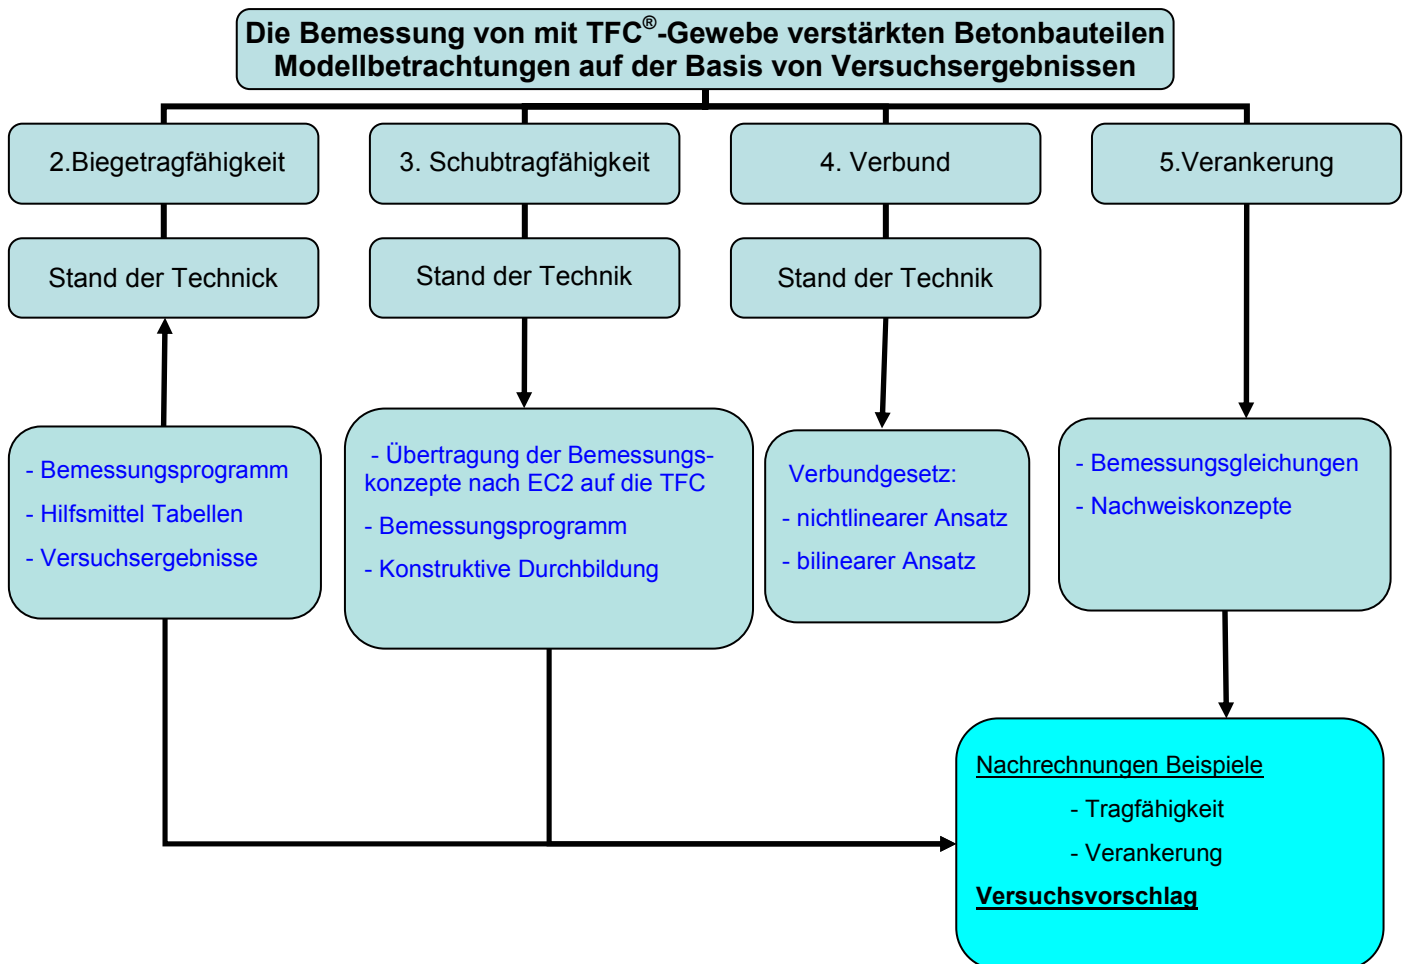 Die Bemessung von mit TFC®-Gewebe verstärkten Betonbauteilen
Modellbetrachtungen auf der Basis von Versuchsergebnissen
2.Biegetragfähigkeit
3. Schubtragfähigkeit
4. Verbund
5.Verankerung
Stand der Technick
Stand der Technik
Stand der Technik
- Bemessungsprogramm
- Hilfsmittel Tabellen
- Versuchsergebnisse
- Übertragung der Bemessungs-
konzepte nach EC2 auf die TFC
- Bemessungsprogramm
- Konstruktive Durchbildung
Verbundgesetz:
- nichtlinearer Ansatz
- bilinearer Ansatz
- Bemessungsgleichungen
- Nachweiskonzepte
Nachrechnungen Beispiele
- Tragfähigkeit
- Verankerung
Versuchsvorschlag